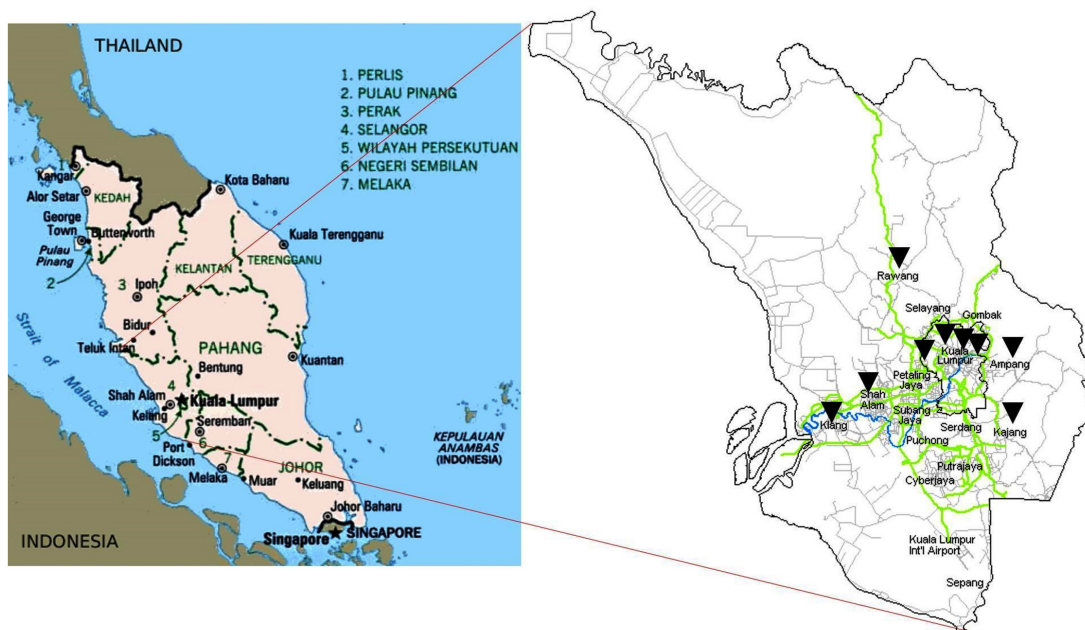 THAILAND
1. PERLIS
2. PULAU PINANG
3. PERAK
4. SELANGOR
5. WILAYAH PERSEKUTUAN
6. NEGERI SEMBILAN
7. MELAKA
1
Kangar
Alor Setar
KEDAH
Kota Baharu
George
Town
Butterworth
Pulau
Pinang
2
Kuala Terengganu
KELANTAN
TERENGGANU
3
Ipoh
Bidur
Teluk Intan
PAHANG
Kuantan
Bentung
Strait of Malacca
4
Shah Alam
Kuala Lumpur
Kelang
5
Seremban
6
Port
Dickson
7
Melaka
Muar
JOHOR
Keluang
KEPULAUAN
ANAMBAS
(INDONESIA)
Johor Baharu
Singapore
SINGAPORE
INDONESIA
Rawang
Selayang
Gombak
Kuala
Lumpur
Ampang
Petaling
Jaya
Shah
Alam
Klang
Subang
Jaya
Serdang
Kajang
Puchong
Putrajaya
Cyberjaya
Kuala Lumpur
Int'l Airport
Sepang